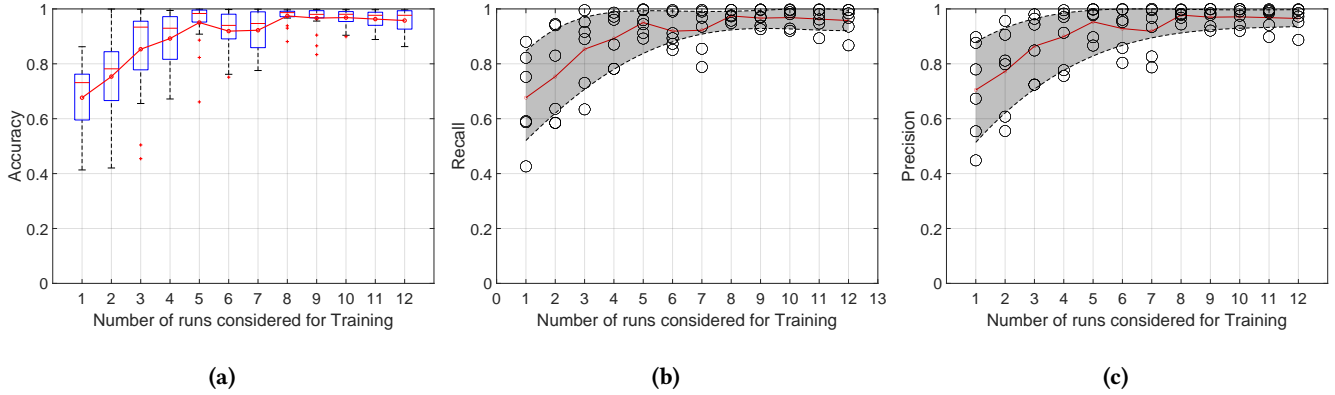 1
0.8
0.6
0.4
0.2
0
Accuracy
1 2 3 4 5 6 7 8 9 10 11 12
Number of runs considered for Training
(a)
1
0.8
0.6
0.4
0.2
0
Recall
0 1 2 3 4 5 6 7 8 9 10 11 12 13
Number of runs considered for Training
(b)
1
0.8
0.6
0.4
0.2
0
Precision
1 2 3 4 5 6 7 8 9 10 11 12
Number of runs considered for Training
(c)